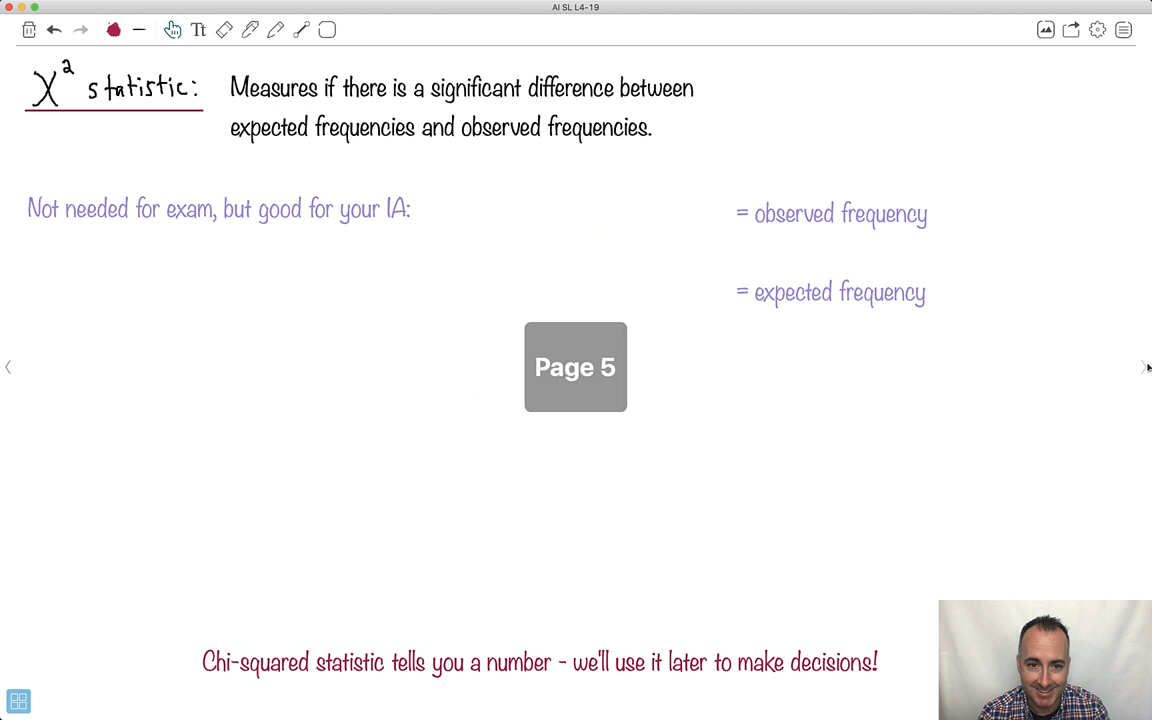 AI SL L4-19
Tt
X² statistic:
Measures if there is a significant difference between
expected frequencies and observed frequencies.
Not needed for exam, but good for your IA:
= observed frequency
= expected frequency
Page 5
Chi-squared statistic tells you a number - we'll use it later to make decisions!